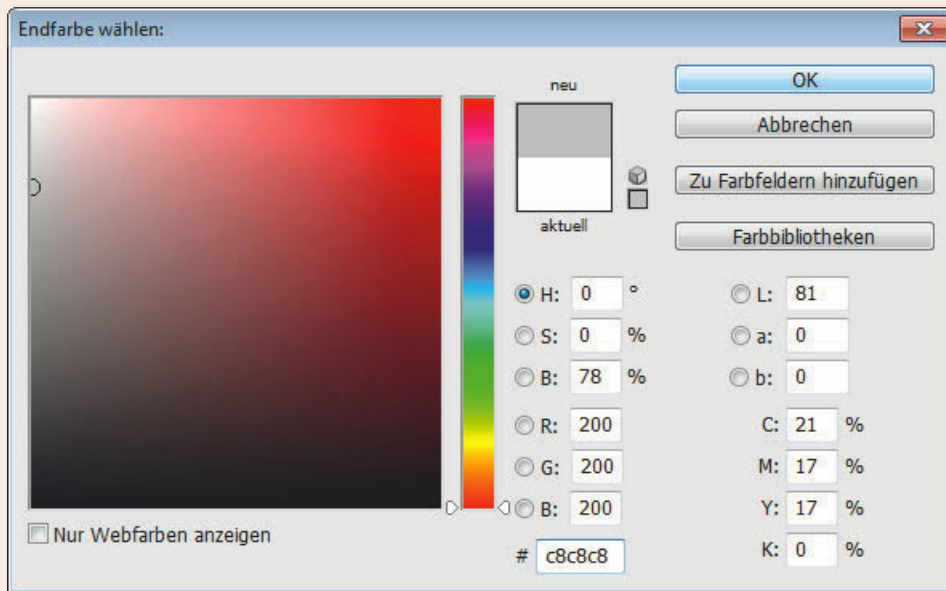 Endfarbe wählen:
neu
aktuell
OK
Abbrechen
Zu Farbfeldern hinzufügen
Farbbibliotheken
H: 0 °
S: 0 %
B: 78 %
R: 200
G: 200
B: 200
# c8c8c8
L: 81
a: 0
b: 0
C: 21 %
M: 17 %
Y: 17 %
K: 0 %
Nur Webfarben anzeigen